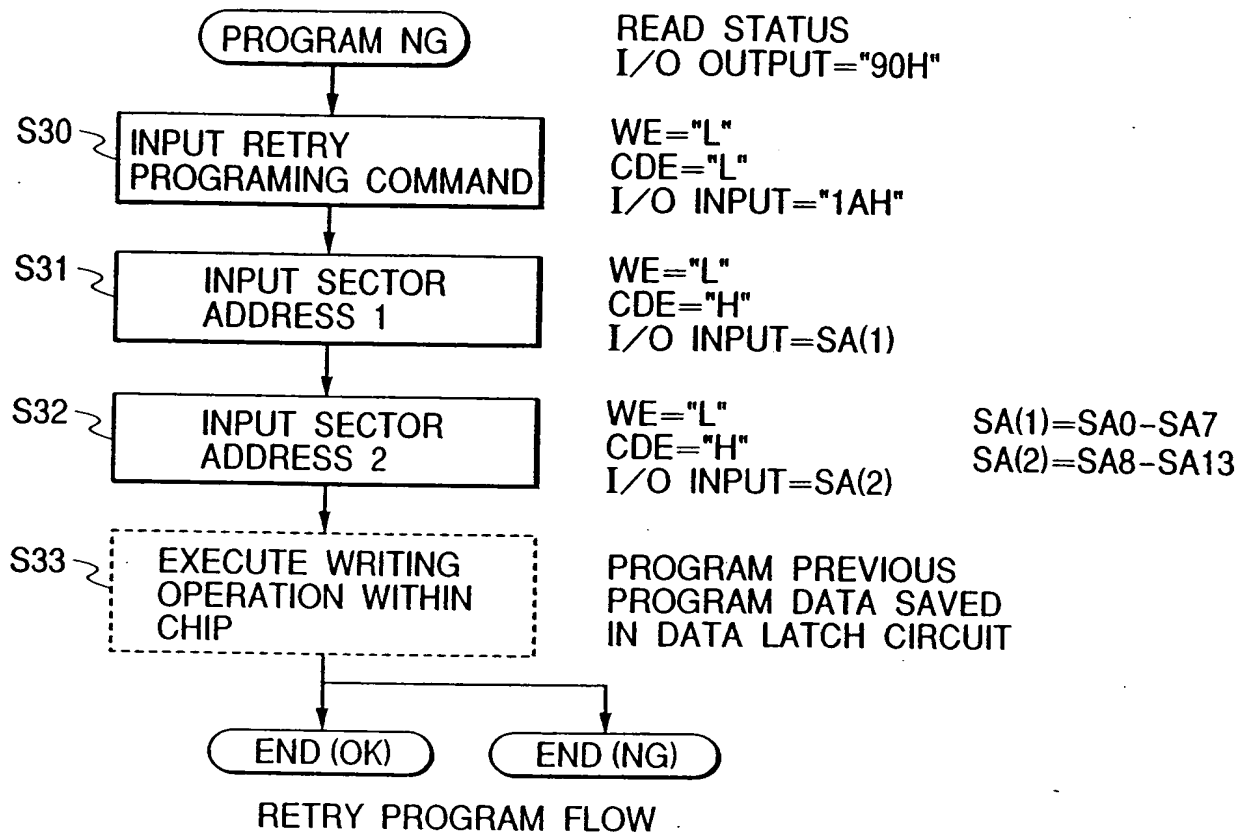 PROGRAM NG
READ STATUS
I/O OUTPUT="90H"
S30
INPUT RETRY
PROGRAMING COMMAND
WE="L"
CDE="L"
I/O INPUT="1AH"
S31
INPUT SECTOR
ADDRESS 1
WE="L"
CDE="H"
I/O INPUT=SA(1)
S32
INPUT SECTOR
ADDRESS 2
WE="L"
CDE="H"
I/O INPUT=SA(2)
SA(1)=SA0-SA7
SA(2)=SA8-SA13
S33
EXECUTE WRITING
OPERATION WITHIN
CHIP
PROGRAM PREVIOUS
PROGRAM DATA SAVED
IN DATA LATCH CIRCUIT
END (OK)
END (NG)
RETRY PROGRAM FLOW